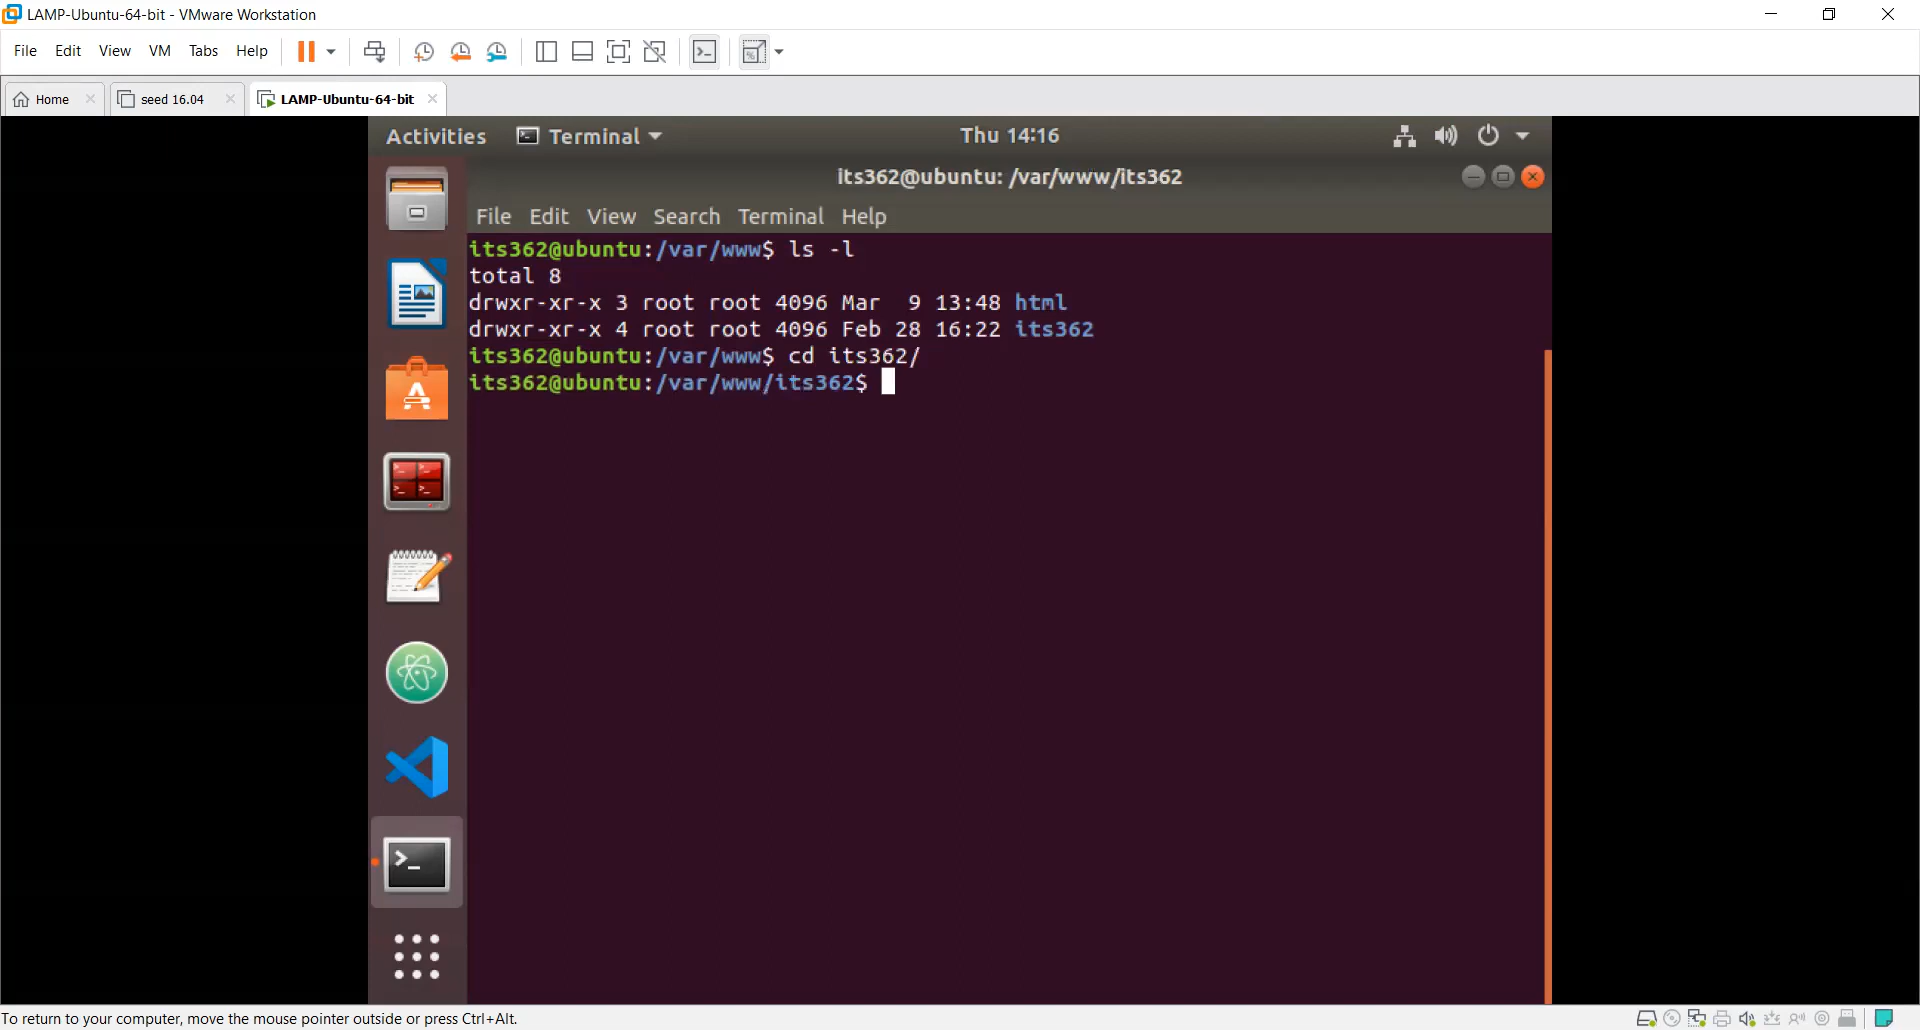 LAMP-Ubuntu-64-bit - VMware Workstation
File Edit View VM Tabs Help
Home seed 16.04 LAMP-Ubuntu-64-bit
Activities Terminal Thu 14:16
its362@ubuntu: /var/www/its362
File Edit View Search Terminal Help
its362@ubuntu:/var/www$ ls -l
total 8
drwxr-xr-x 3 root root 4096 Mar  9 13:48 html
drwxr-xr-x 4 root root 4096 Feb 28 16:22 its362
its362@ubuntu:/var/www$ cd its362/
its362@ubuntu:/var/www/its362$
To return to your computer, move the mouse pointer outside or press Ctrl+Alt.